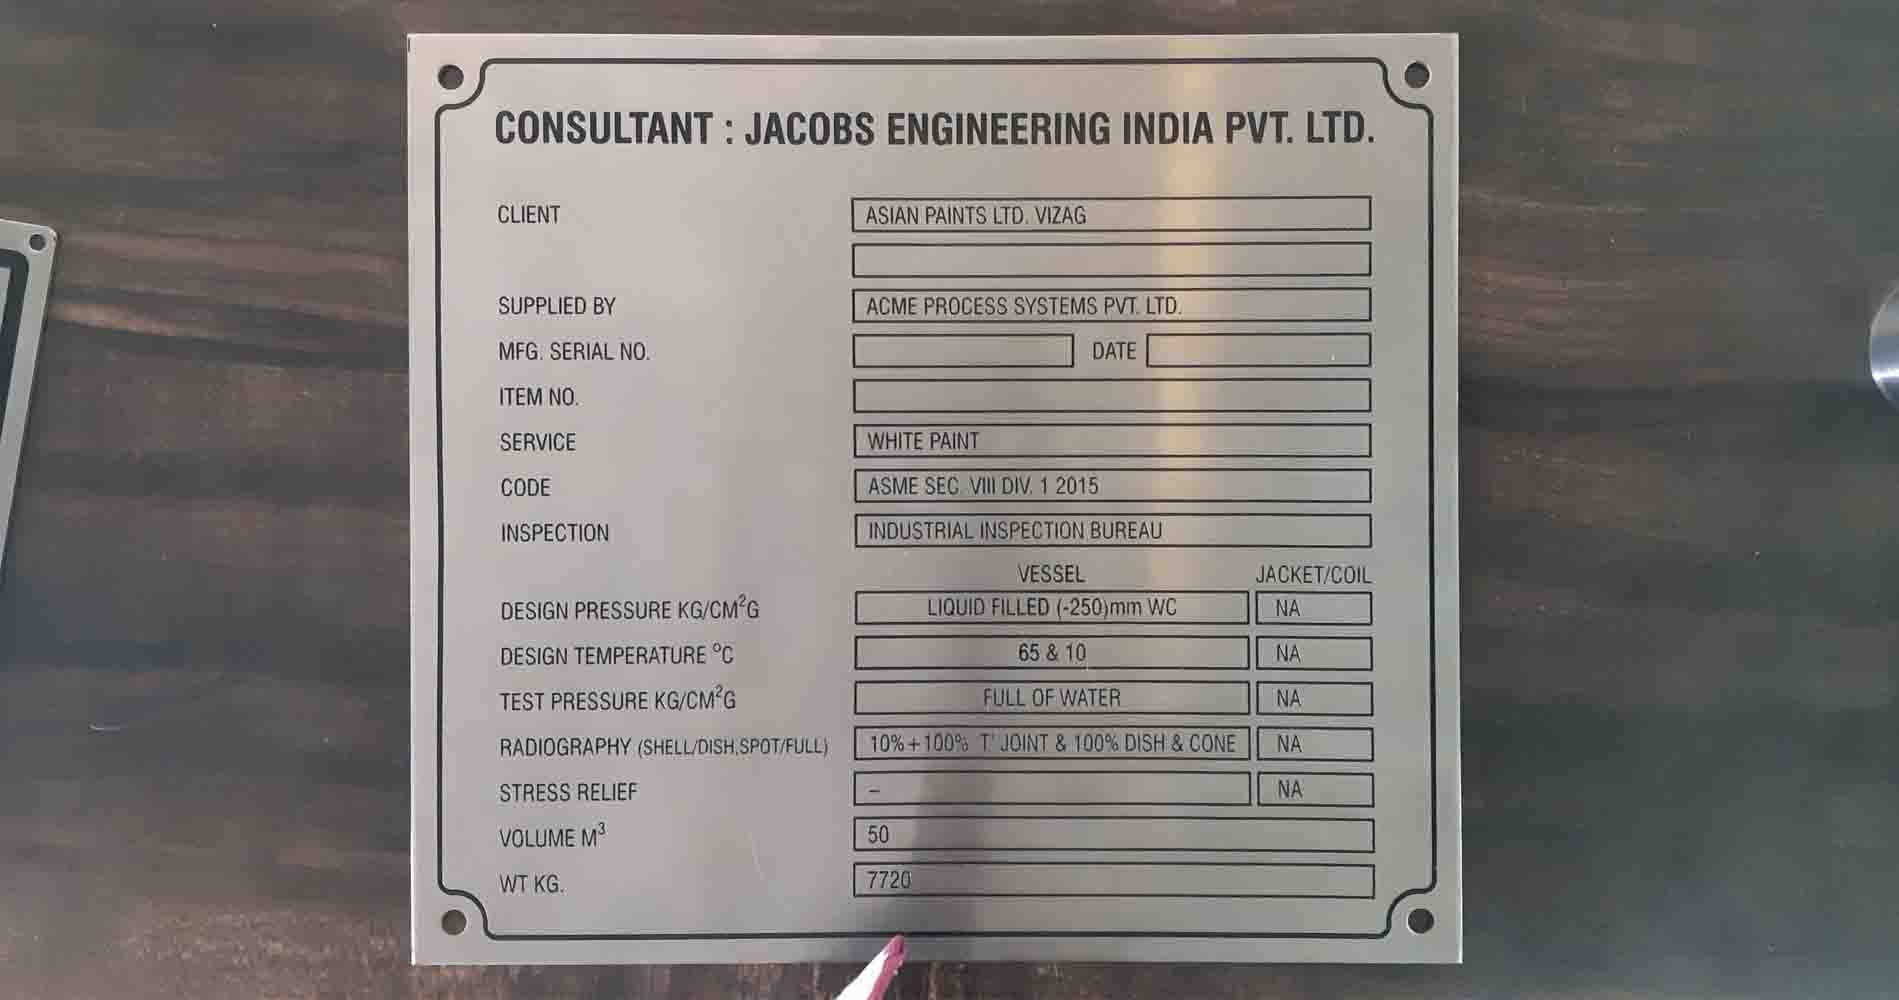 CONSULTANT : JACOBS ENGINEERING INDIA PVT. LTD.
CLIENT ASIAN PAINTS LTD. VIZAG
SUPPLIED BY ACME PROCESS SYSTEMS PVT. LTD.
MFG. SERIAL NO. DATE
ITEM NO.
SERVICE WHITE PAINT
CODE ASME SEC. VIII DIV. 1 2015
INSPECTION INDUSTRIAL INSPECTION BUREAU
VESSEL JACKET/COIL
DESIGN PRESSURE KG/CM²G LIQUID FILLED (-250)mm WC NA
DESIGN TEMPERATURE °C 65 & 10 NA
TEST PRESSURE KG/CM²G FULL OF WATER NA
RADIOGRAPHY (SHELL/DISH,SPOT/FULL) 10%+100% T' JOINT & 100% DISH & CONE NA
STRESS RELIEF – NA
VOLUME M³ 50
WT KG. 7720